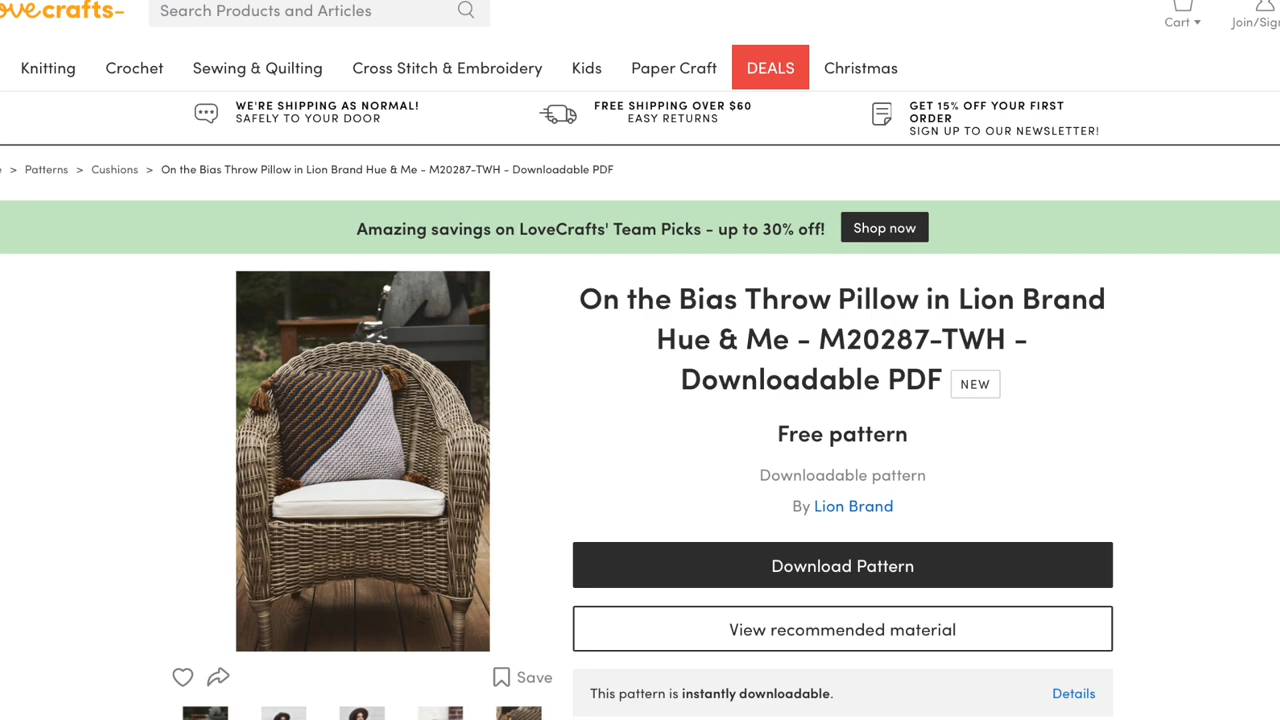 lovecrafts-
Search Products and Articles
Cart
Join/Sign
Knitting
Crochet
Sewing & Quilting
Cross Stitch & Embroidery
Kids
Paper Craft
DEALS
Christmas
WE'RE SHIPPING AS NORMAL!
SAFELY TO YOUR DOOR
FREE SHIPPING OVER $60
EASY RETURNS
GET 15% OFF YOUR FIRST
ORDER
SIGN UP TO OUR NEWSLETTER!
> Patterns > Cushions > On the Bias Throw Pillow in Lion Brand Hue & Me - M20287-TWH - Downloadable PDF
Amazing savings on LoveCrafts' Team Picks - up to 30% off!
Shop now
On the Bias Throw Pillow in Lion Brand
Hue & Me - M20287-TWH -
Downloadable PDF NEW
Free pattern
Downloadable pattern
By Lion Brand
Download Pattern
View recommended material
Save
This pattern is instantly downloadable.
Details